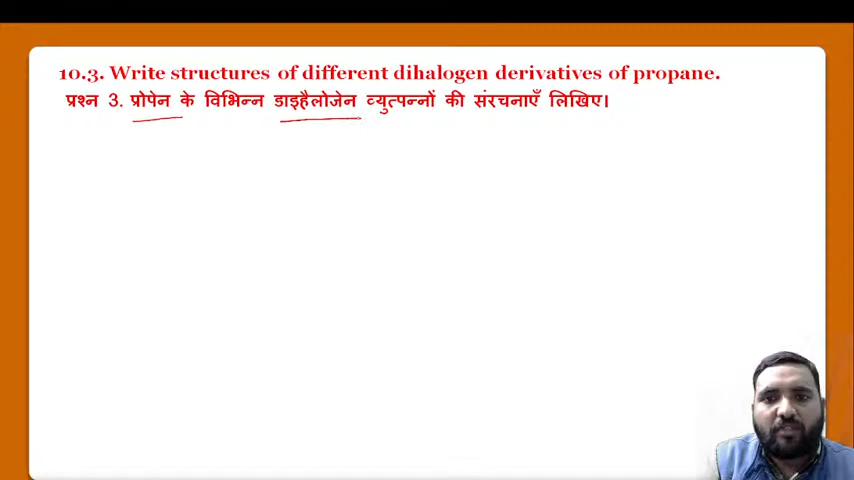 10.3. Write structures of different dihalogen derivatives of propane.
प्रश्न 3. प्रोपेन के विभिन्न डाइहैलोजेन व्युत्पन्नों की संरचनाएँ लिखिए।